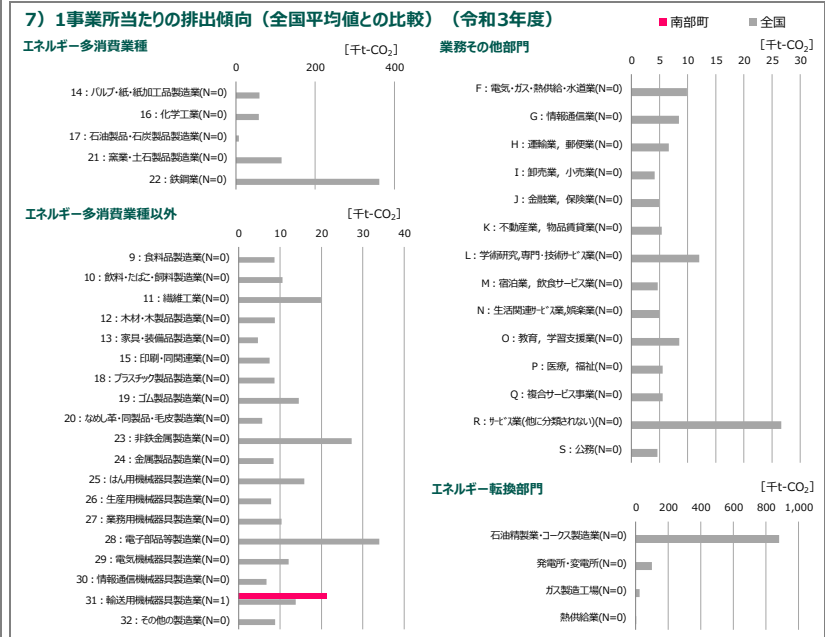 7）1事業所当たりの排出傾向（全国平均値との比較）（令和3年度）
■南部町 ■全国
エネルギー多消費業種
［千t-CO₂］
0 200 400
14：パルプ・紙・紙加工品製造業(N=0)
16：化学工業(N=0)
17：石油製品・石炭製品製造業(N=0)
21：窯業・土石製品製造業(N=0)
22：鉄鋼業(N=0)
エネルギー多消費業種以外
［千t-CO₂］
0 10 20 30 40
9：食料品製造業(N=0)
10：飲料・たばこ・飼料製造業(N=0)
11：繊維工業(N=0)
12：木材・木製品製造業(N=0)
13：家具・装備品製造業(N=0)
15：印刷・同関連業(N=0)
18：プラスチック製品製造業(N=0)
19：ゴム製品製造業(N=0)
20：なめし革・同製品・毛皮製造業(N=0)
23：非鉄金属製造業(N=0)
24：金属製品製造業(N=0)
25：はん用機械器具製造業(N=0)
26：生産用機械器具製造業(N=0)
27：業務用機械器具製造業(N=0)
28：電子部品等製造業(N=0)
29：電気機械器具製造業(N=0)
30：情報通信機械器具製造業(N=0)
31：輸送用機械器具製造業(N=1)
32：その他の製造業(N=0)
業務その他部門
［千t-CO₂］
0 5 10 15 20 25 30
F：電気・ガス・熱供給・水道業(N=0)
G：情報通信業(N=0)
H：運輸業，郵便業(N=0)
I：卸売業，小売業(N=0)
J：金融業，保険業(N=0)
K：不動産業，物品賃貸業(N=0)
L：学術研究,専門・技術ｻｰﾋﾞｽ業(N=0)
M：宿泊業，飲食サービス業(N=0)
N：生活関連ｻｰﾋﾞｽ業,娯楽業(N=0)
O：教育，学習支援業(N=0)
P：医療，福祉(N=0)
Q：複合サービス事業(N=0)
R：ｻｰﾋﾞｽ業(他に分類されない)(N=0)
S：公務(N=0)
エネルギー転換部門
［千t-CO₂］
0 200 400 600 800 1,000
石油精製業・コークス製造業(N=0)
発電所・変電所(N=0)
ガス製造工場(N=0)
熱供給業(N=0)